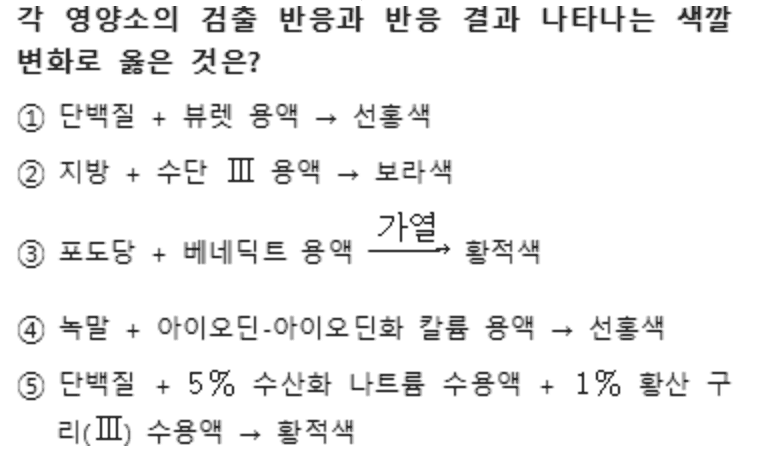 각 영양소의 검출 반응과 반응 결과 나타나는 색깔
변화로 옳은 것은?
① 단백질 + 뷰렛 용액 → 선홍색
② 지방 + 수단 Ⅲ 용액 → 보라색
③ 포도당 + 베네딕트 용액 가열→ 황적색
④ 녹말 + 아이오딘-아이오딘화 칼륨 용액 → 선홍색
⑤ 단백질 + 5% 수산화 나트륨 수용액 + 1% 황산 구
리(Ⅲ) 수용액 → 황적색